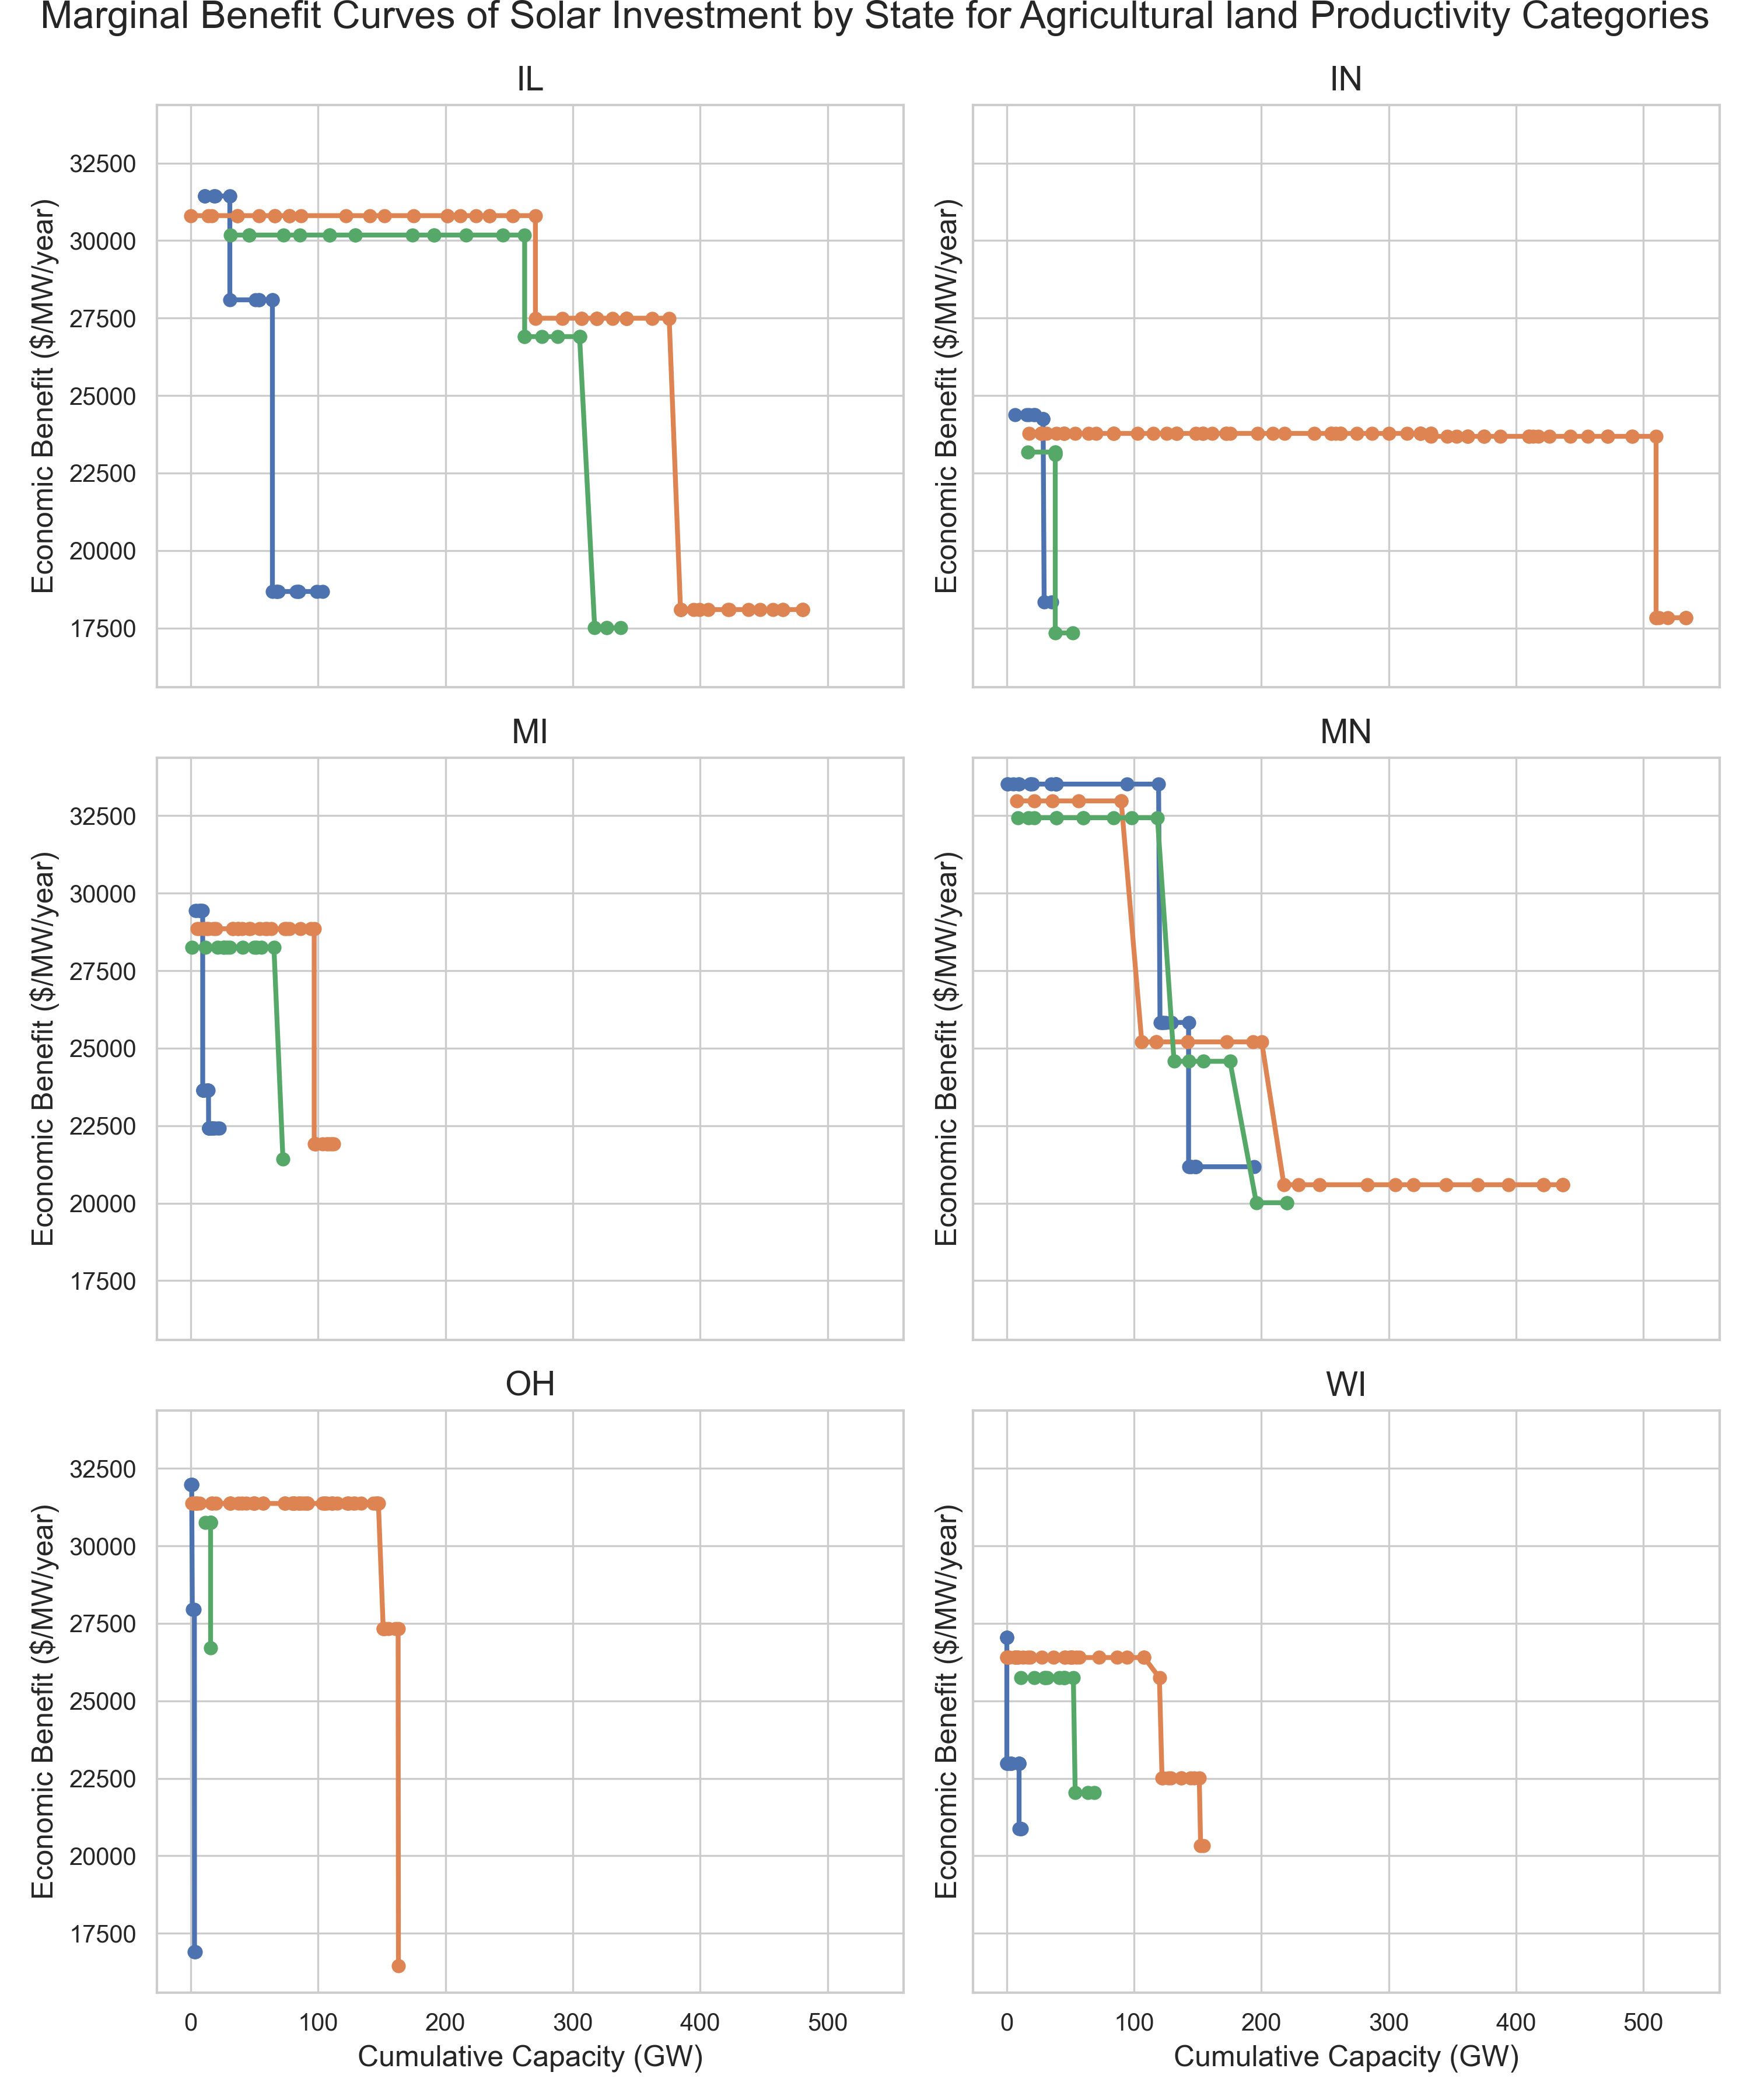 Marginal Benefit Curves of Solar Investment by State for Agricultural land Productivity Categories
IL
IN
32500
30000
27500
25000
22500
20000
17500
Economic Benefit ($/MW/year)
Economic Benefit ($/MW/year)
MI
MN
32500
30000
27500
25000
22500
20000
17500
Economic Benefit ($/MW/year)
Economic Benefit ($/MW/year)
OH
WI
32500
30000
27500
25000
22500
20000
17500
Economic Benefit ($/MW/year)
Economic Benefit ($/MW/year)
0 100 200 300 400 500
0 100 200 300 400 500
Cumulative Capacity (GW)
Cumulative Capacity (GW)